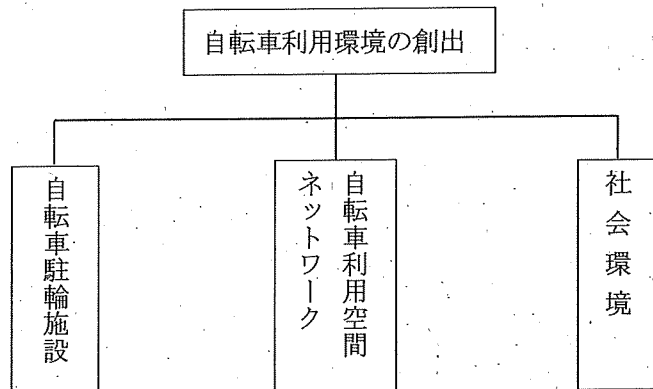 自転車利用環境の創出
自転車駐輪施設
自転車利用空間
ネットワーク
社会環境